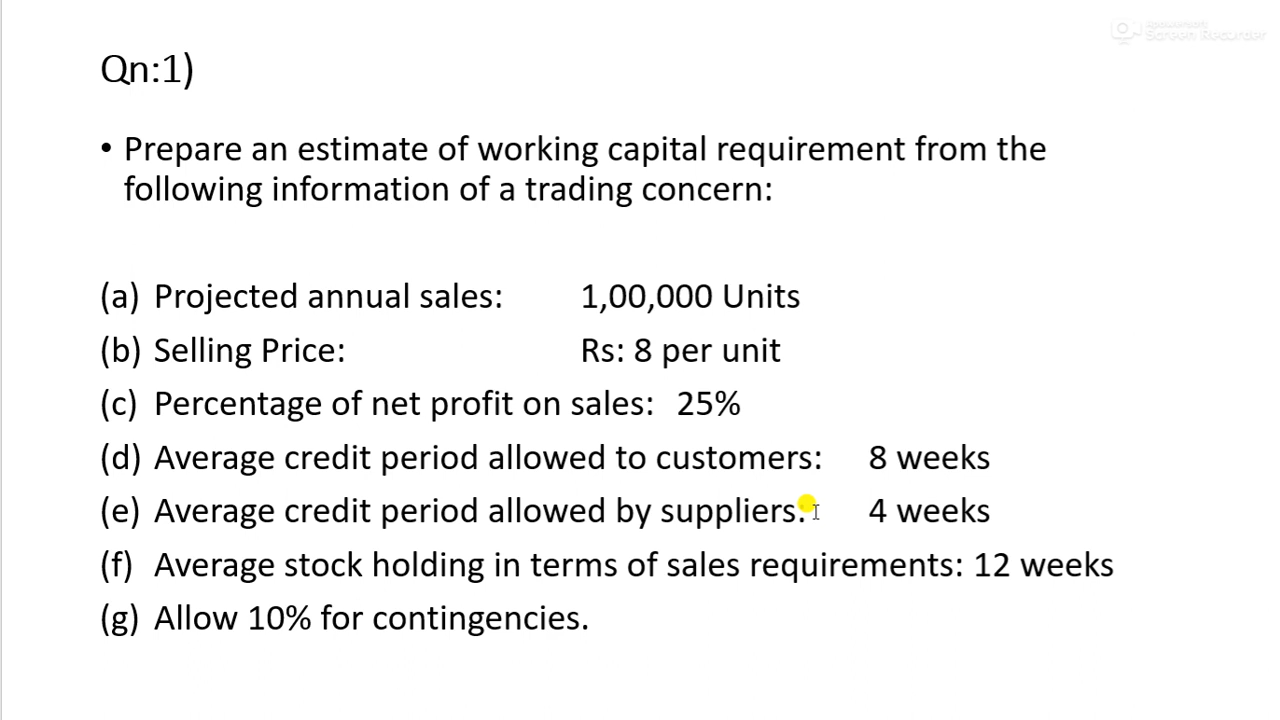 Screen Recorder
Qn:1)
• Prepare an estimate of working capital requirement from the
following information of a trading concern:
(a) Projected annual sales: 1,00,000 Units
(b) Selling Price: Rs: 8 per unit
(c) Percentage of net profit on sales: 25%
(d) Average credit period allowed to customers: 8 weeks
(e) Average credit period allowed by suppliers: 4 weeks
(f) Average stock holding in terms of sales requirements: 12 weeks
(g) Allow 10% for contingencies.